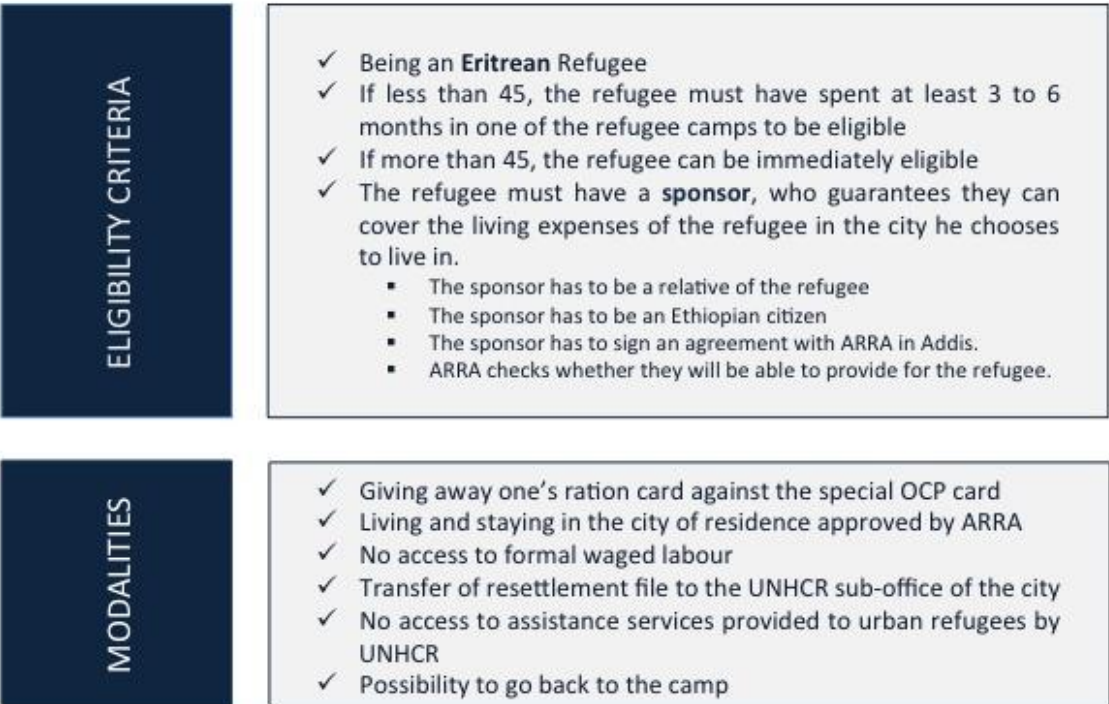 ELIGIBILITY CRITERIA
✓ Being an Eritrean Refugee
✓ If less than 45, the refugee must have spent at least 3 to 6
months in one of the refugee camps to be eligible
✓ If more than 45, the refugee can be immediately eligible
✓ The refugee must have a sponsor, who guarantees they can
cover the living expenses of the refugee in the city he chooses
to live in.
▪ The sponsor has to be a relative of the refugee
▪ The sponsor has to be an Ethiopian citizen
▪ The sponsor has to sign an agreement with ARRA in Addis.
▪ ARRA checks whether they will be able to provide for the refugee.
MODALITIES
✓ Giving away one's ration card against the special OCP card
✓ Living and staying in the city of residence approved by ARRA
✓ No access to formal waged labour
✓ Transfer of resettlement file to the UNHCR sub-office of the city
✓ No access to assistance services provided to urban refugees by
UNHCR
✓ Possibility to go back to the camp